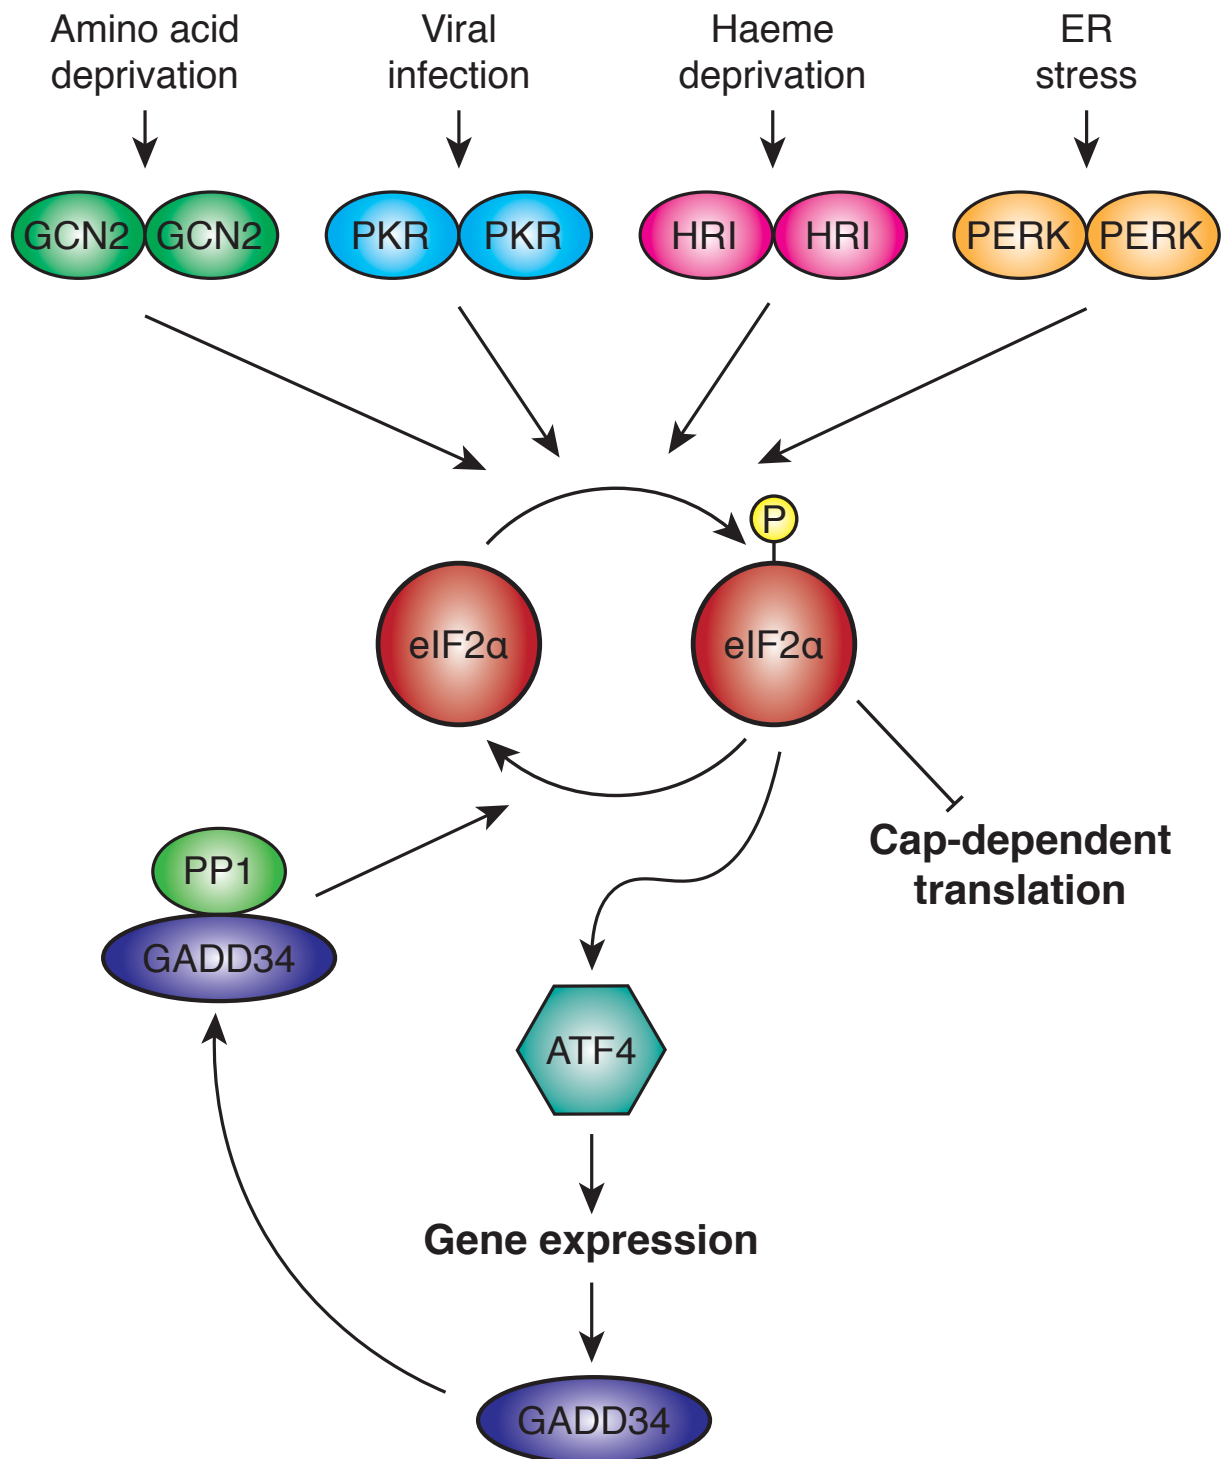 Amino acid
deprivation
Viral
infection
Haeme
deprivation
ER
stress
GCN2 GCN2
PKR PKR
HRI HRI
PERK PERK
P
eIF2α
eIF2α
Cap-dependent
translation
PP1
GADD34
ATF4
Gene expression
GADD34